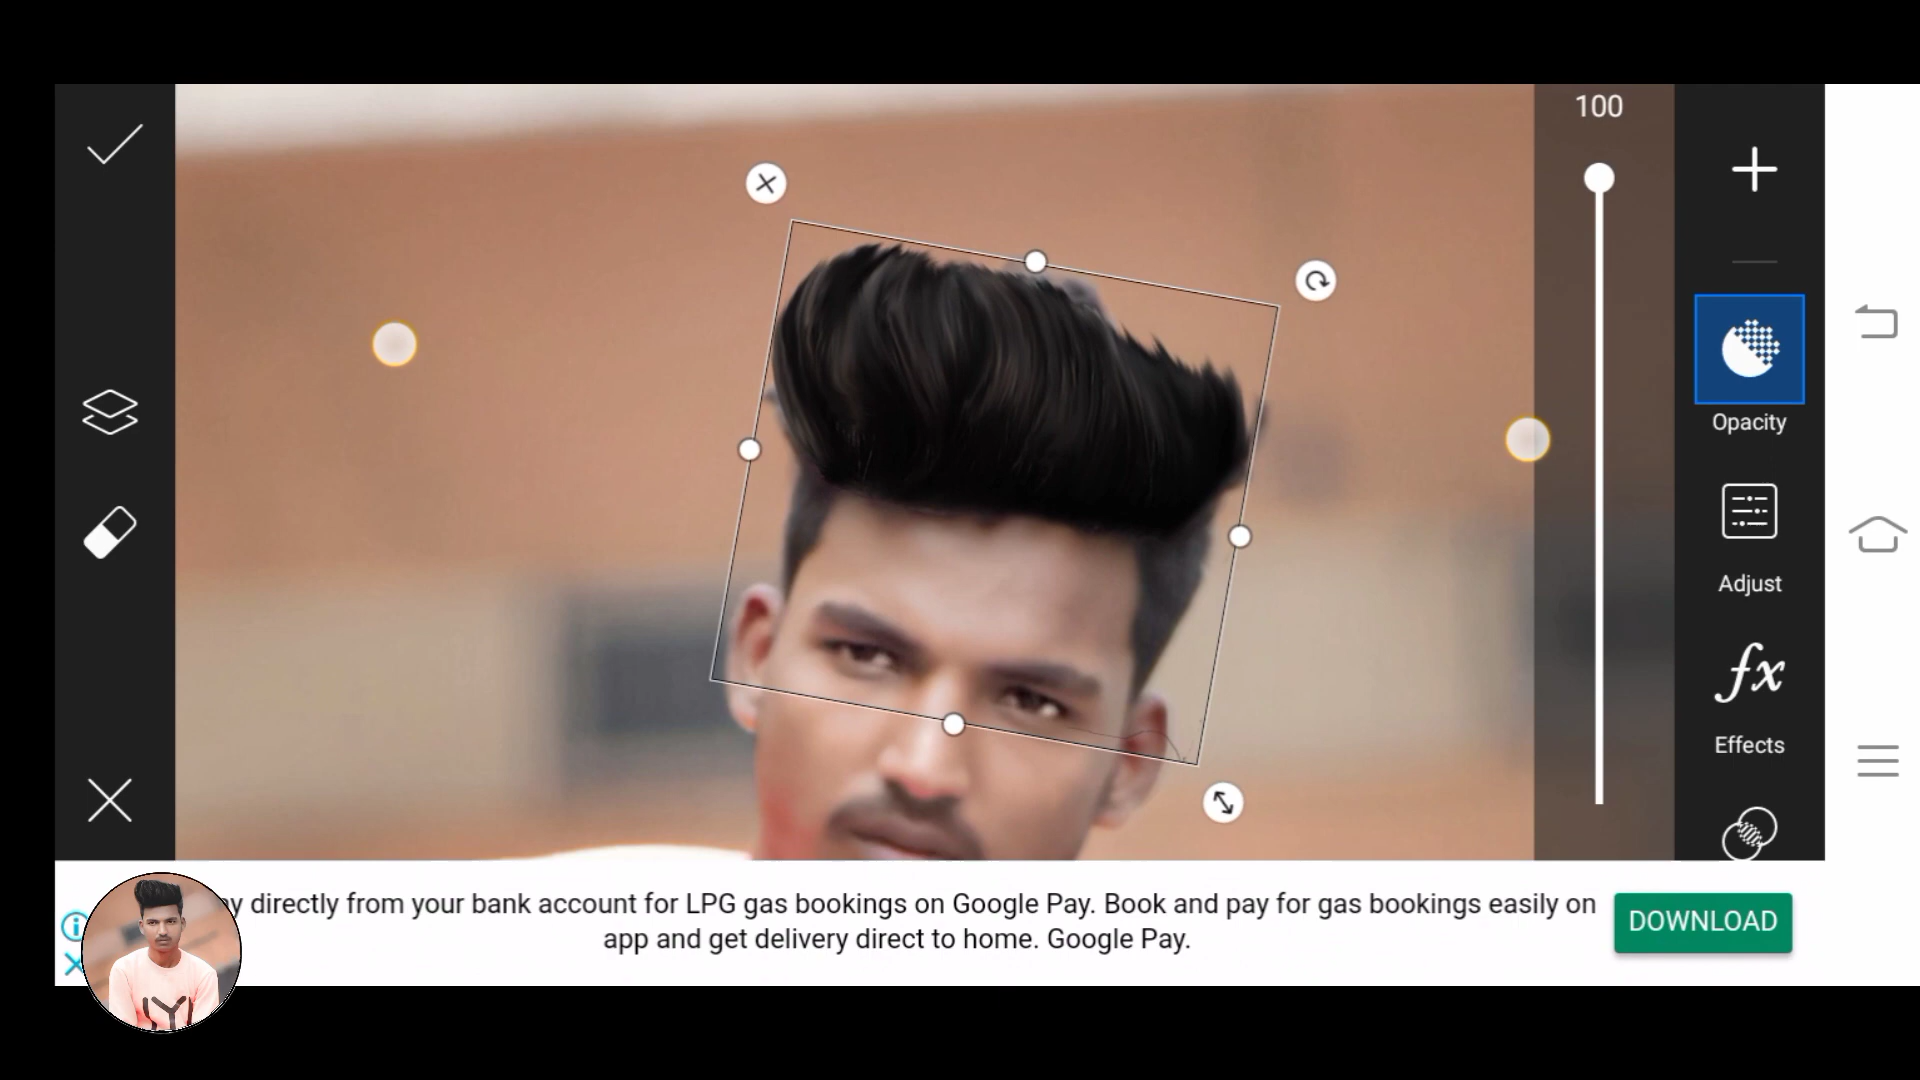 100
Opacity
Adjust
fx
Effects
directly from your bank account for LPG gas bookings on Google Pay. Book and pay for gas bookings easily on
app and get delivery direct to home. Google Pay.
DOWNLOAD